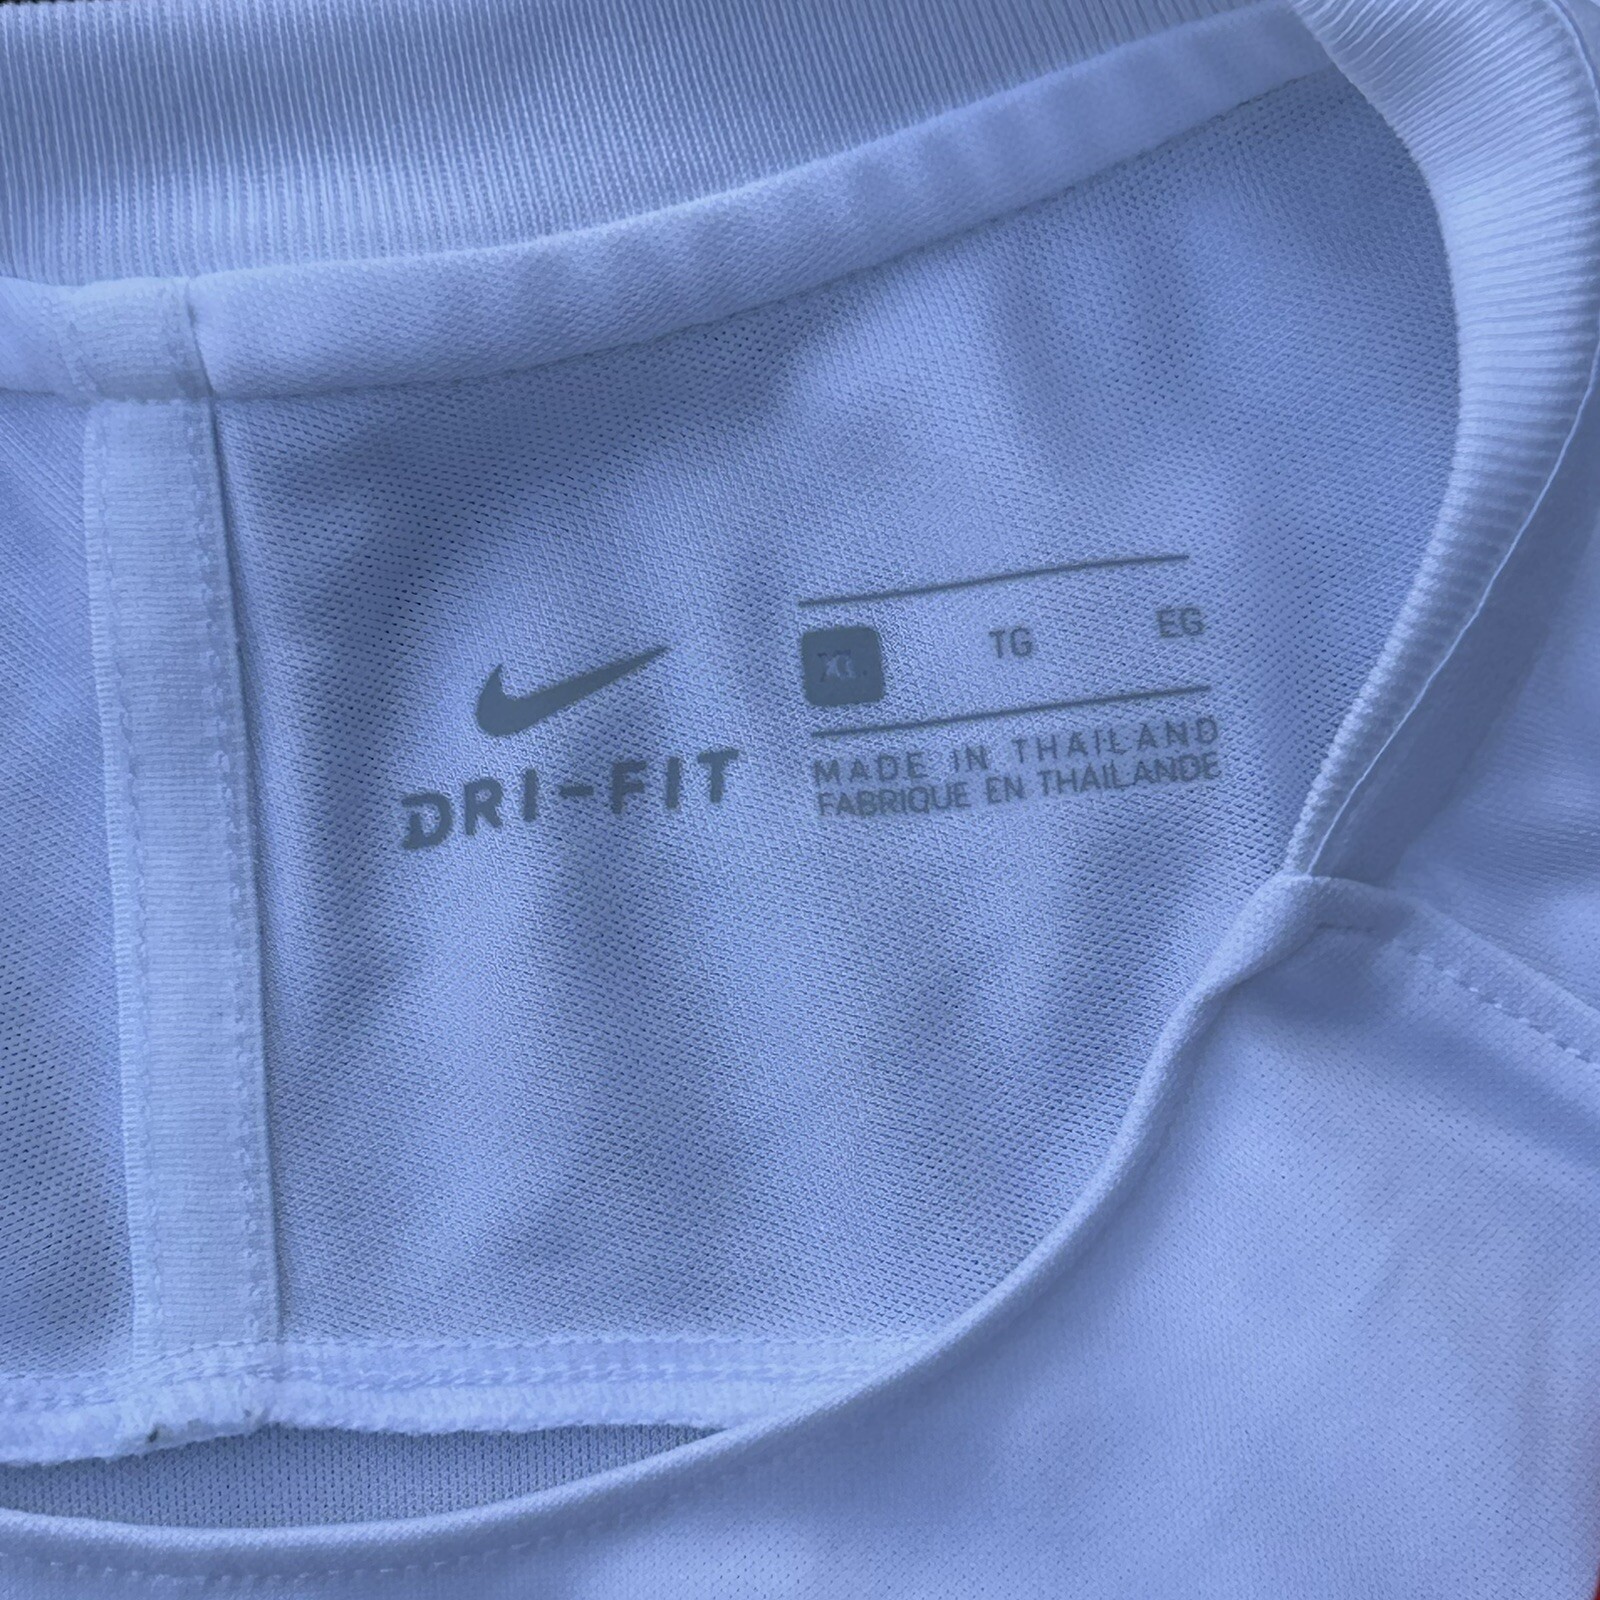 DRI-FIT
XL TG EG
MADE IN THAILAND
FABRIQUE EN THAILANDE